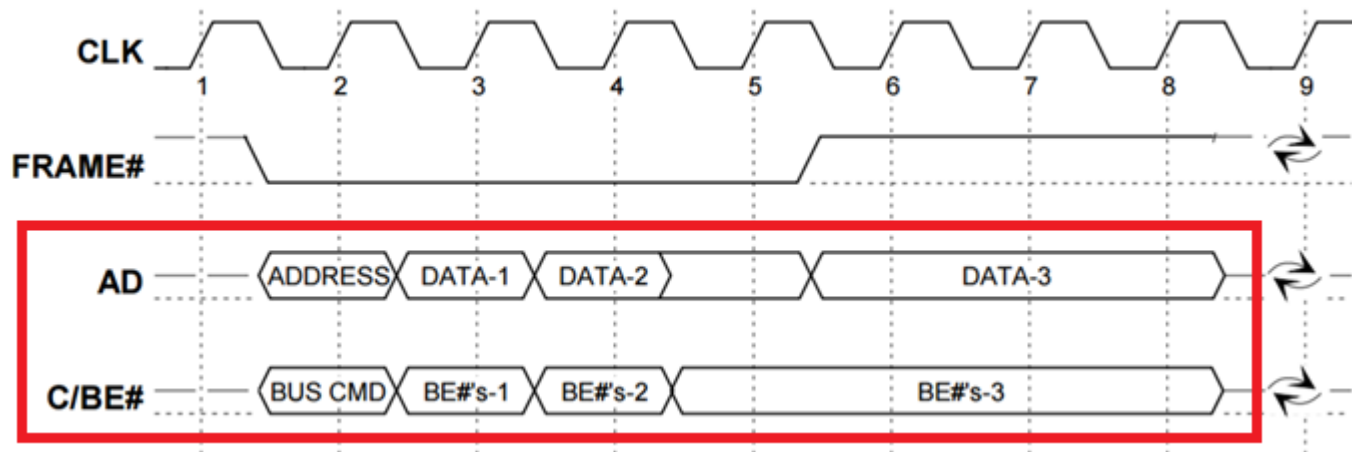 CLK
1 2 3 4 5 6 7 8 9
FRAME#
AD ADDRESS DATA-1 DATA-2 DATA-3
C/BE# BUS CMD BE#'s-1 BE#'s-2 BE#'s-3